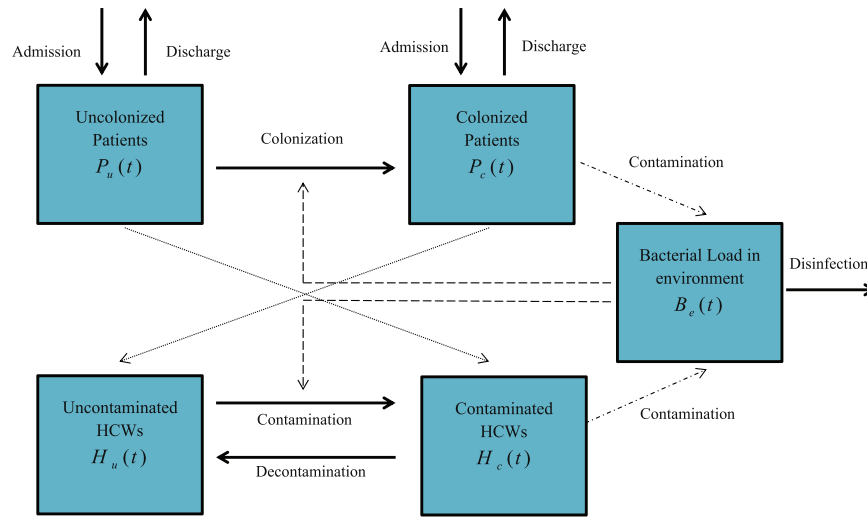 Admission
Discharge
Admission
Discharge
Uncolonized
Patients
P_u(t)
Colonization
Colonized
Patients
P_c(t)
Contamination
Bacterial Load in
environment
B_e(t)
Disinfection
Uncontaminated
HCWs
H_u(t)
Contamination
Decontamination
Contaminated
HCWs
H_c(t)
Contamination